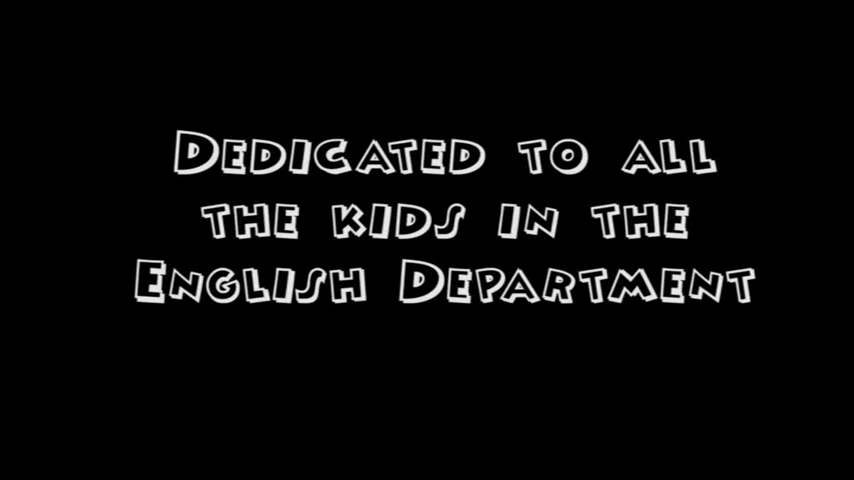 Dedicated to all
the kids in the
English Department